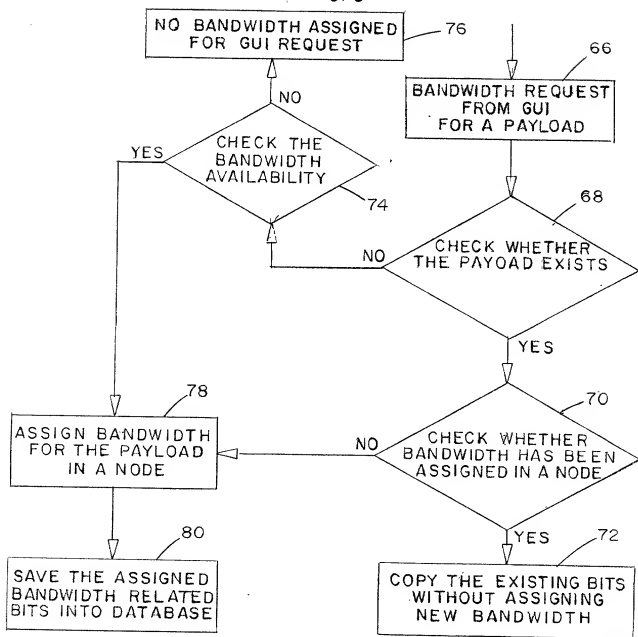 NO BANDWIDTH ASSIGNED
FOR GUI REQUEST
76
66
BANDWIDTH REQUEST
FROM GUI
FOR A PAYLOAD
NO
YES
CHECK THE
BANDWIDTH
AVAILABILITY
74
68
CHECK WHETHER
THE PAYOAD EXISTS
NO
YES
78
70
ASSIGN BANDWIDTH
FOR THE PAYLOAD
IN A NODE
NO
CHECK WHETHER
BANDWIDTH HAS BEEN
ASSIGNED IN A NODE
YES
80
72
SAVE THE ASSIGNED
BANDWIDTH RELATED
BITS INTO DATABASE
COPY THE EXISTING BITS
WITHOUT ASSIGNING
NEW BANDWIDTH